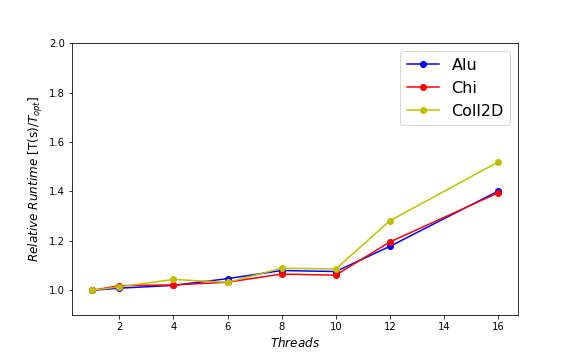 2.0
1.8
1.6
1.4
1.2
1.0
Relative Runtime [T(s)/T_opt]
Alu
Chi
Coll2D
2 4 6 8 10 12 14 16
Threads